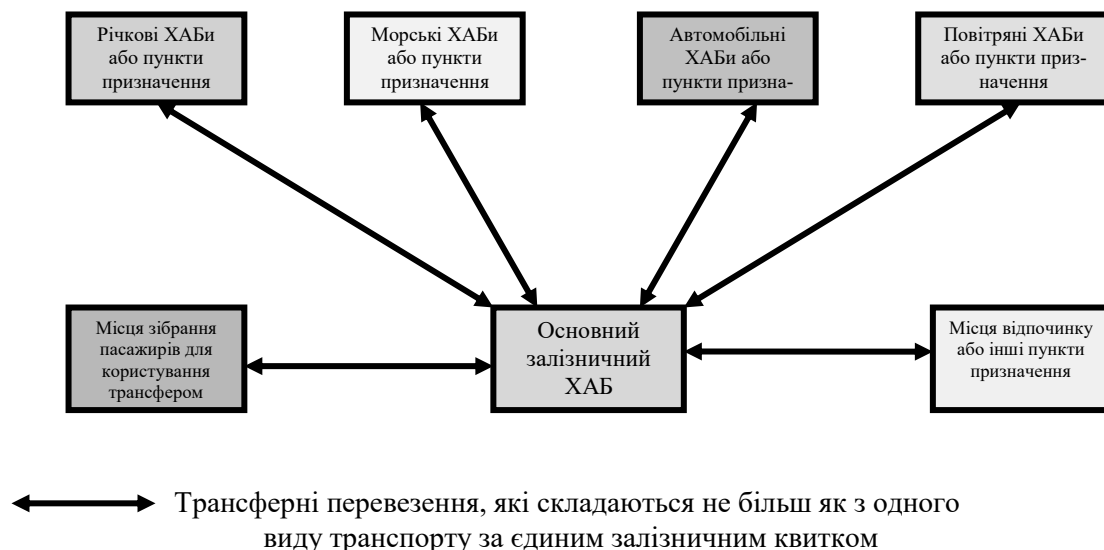 Річкові ХАБи
або пункти
призначення
Морські ХАБи
або пункти
призначення
Автомобільні
ХАБи або
пункти призна-
Повітряні ХАБи
або пункти приз-
начення
Місця зібрання
пасажирів для
користування
трансфером
Основний
залізничний
ХАБ
Місця відпочинку
або інші пункти
призначення
Трансферні перевезення, які складаються не більш як з одного
виду транспорту за єдиним залізничним квитком